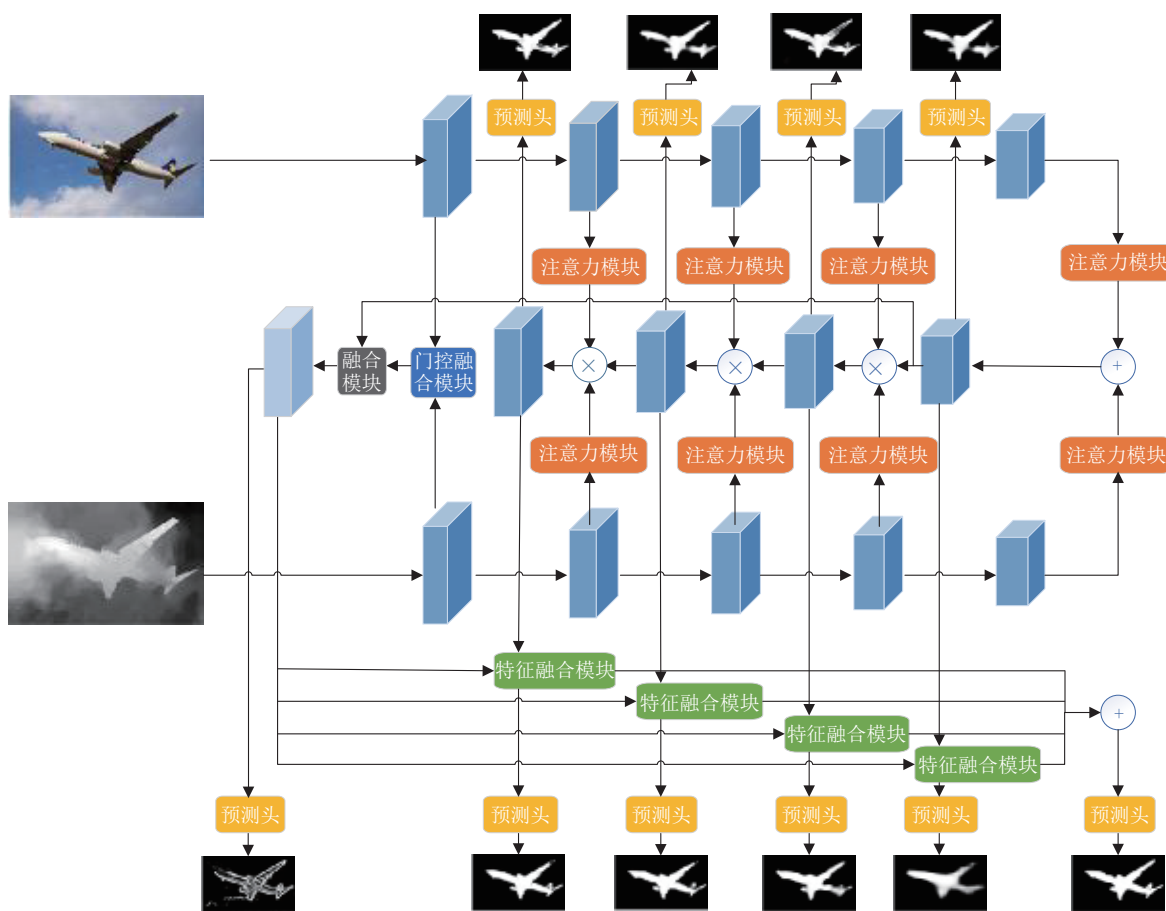 预测头
预测头
预测头
预测头
注意力模块
注意力模块
注意力模块
注意力模块
融合
模块
门控融
合模块
×
×
×
+
注意力模块
注意力模块
注意力模块
注意力模块
特征融合模块
特征融合模块
特征融合模块
特征融合模块
+
预测头
预测头
预测头
预测头
预测头
预测头